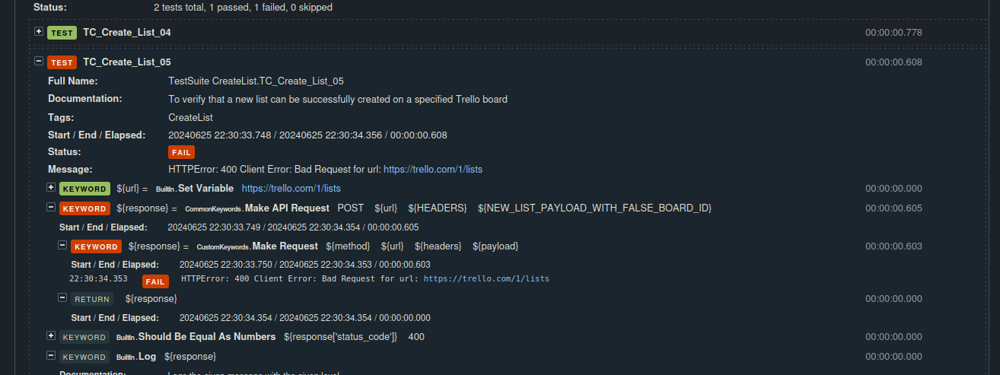 Status: 2 tests total, 1 passed, 1 failed, 0 skipped
TEST TC_Create_List_04 00:00:00.778
TEST TC_Create_List_05 00:00:00.608
Full Name: TestSuite CreateList.TC_Create_List_05
Documentation: To verify that a new list can be successfully created on a specified Trello board
Tags: CreateList
Start / End / Elapsed: 20240625 22:30:33.748 / 20240625 22:30:34.356 / 00:00:00.608
Status: FAIL
Message: HTTPError: 400 Client Error: Bad Request for url: https://trello.com/1/lists
KEYWORD ${url} = BuiltIn.Set Variable https://trello.com/1/lists 00:00:00.000
KEYWORD ${response} = CommonKeywords.Make API Request POST ${url} ${HEADERS} ${NEW_LIST_PAYLOAD_WITH_FALSE_BOARD_ID} 00:00:00.605
Start / End / Elapsed: 20240625 22:30:33.749 / 20240625 22:30:34.354 / 00:00:00.605
KEYWORD ${response} = CustomKeywords.Make Request ${method} ${url} ${headers} ${payload} 00:00:00.603
Start / End / Elapsed: 20240625 22:30:33.750 / 20240625 22:30:34.353 / 00:00:00.603
22:30:34.353 FAIL HTTPError: 400 Client Error: Bad Request for url: https://trello.com/1/lists
RETURN ${response} 00:00:00.000
Start / End / Elapsed: 20240625 22:30:34.354 / 20240625 22:30:34.354 / 00:00:00.000
KEYWORD BuiltIn.Should Be Equal As Numbers ${response['status_code']} 400 00:00:00.000
KEYWORD BuiltIn.Log ${response} 00:00:00.000
Documentation: Logs the given message with the given level.